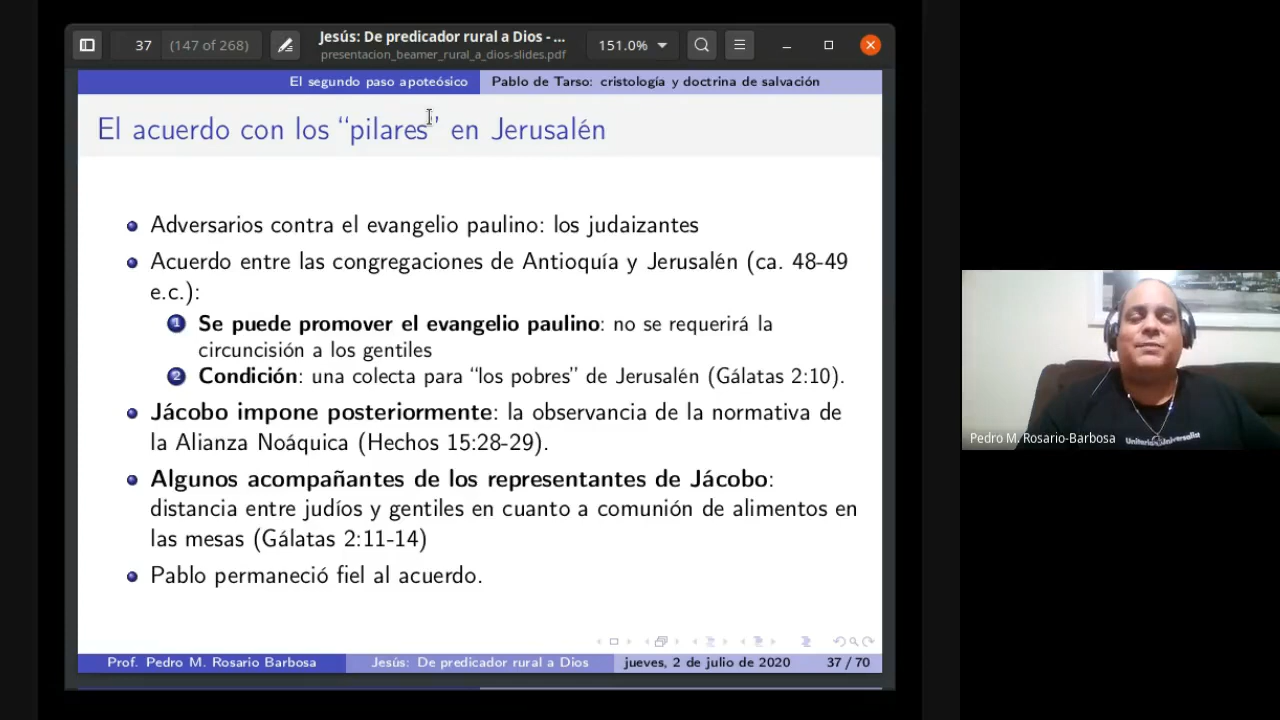 37 (147 of 268) Jesús: De predicador rural a Dios - ...
presentacion_beamer_rural_a_dios-slides.pdf
151.0%
El segundo paso apoteósico Pablo de Tarso: cristología y doctrina de salvación
El acuerdo con los “pilares” en Jerusalén
Adversarios contra el evangelio paulino: los judaizantes
Acuerdo entre las congregaciones de Antioquía y Jerusalén (ca. 48-49
e.c.):
1 Se puede promover el evangelio paulino: no se requerirá la
circuncisión a los gentiles
2 Condición: una colecta para “los pobres” de Jerusalén (Gálatas 2:10).
Jácobo impone posteriormente: la observancia de la normativa de
la Alianza Noáquica (Hechos 15:28-29).
Algunos acompañantes de los representantes de Jácobo:
distancia entre judíos y gentiles en cuanto a comunión de alimentos en
las mesas (Gálatas 2:11-14)
Pablo permaneció fiel al acuerdo.
Prof. Pedro M. Rosario Barbosa Jesús: De predicador rural a Dios jueves, 2 de julio de 2020 37 / 70
Pedro M. Rosario-Barbosa
Unitarian Universalist